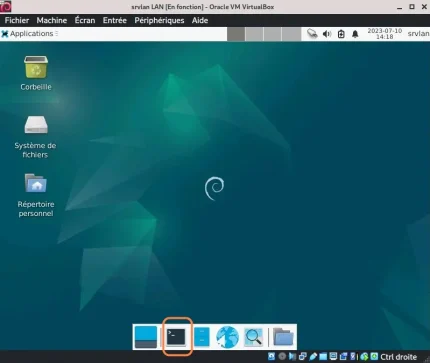 srvlan LAN [En fonction] - Oracle VM VirtualBox
Fichier Machine Écran Entrée Périphériques Aide
Applications
2023-07-10
14:18
srvlan
Corbeille
Système de
fichiers
Répertoire
personnel
Ctrl droite